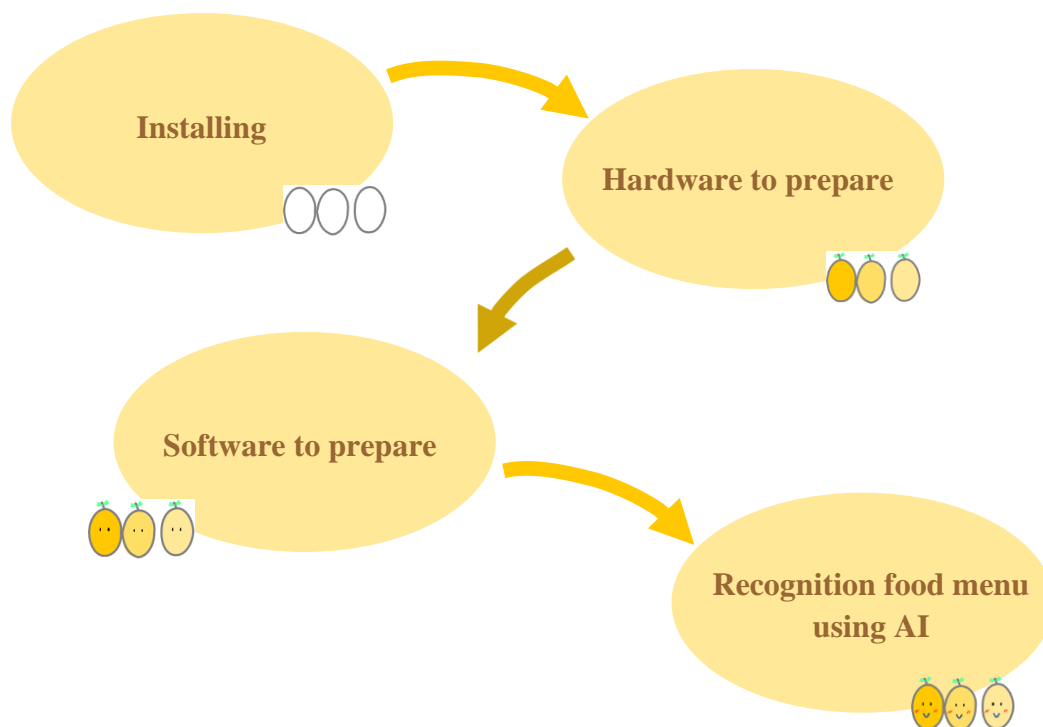 Installing
Hardware to prepare
Software to prepare
Recognition food menu
using AI